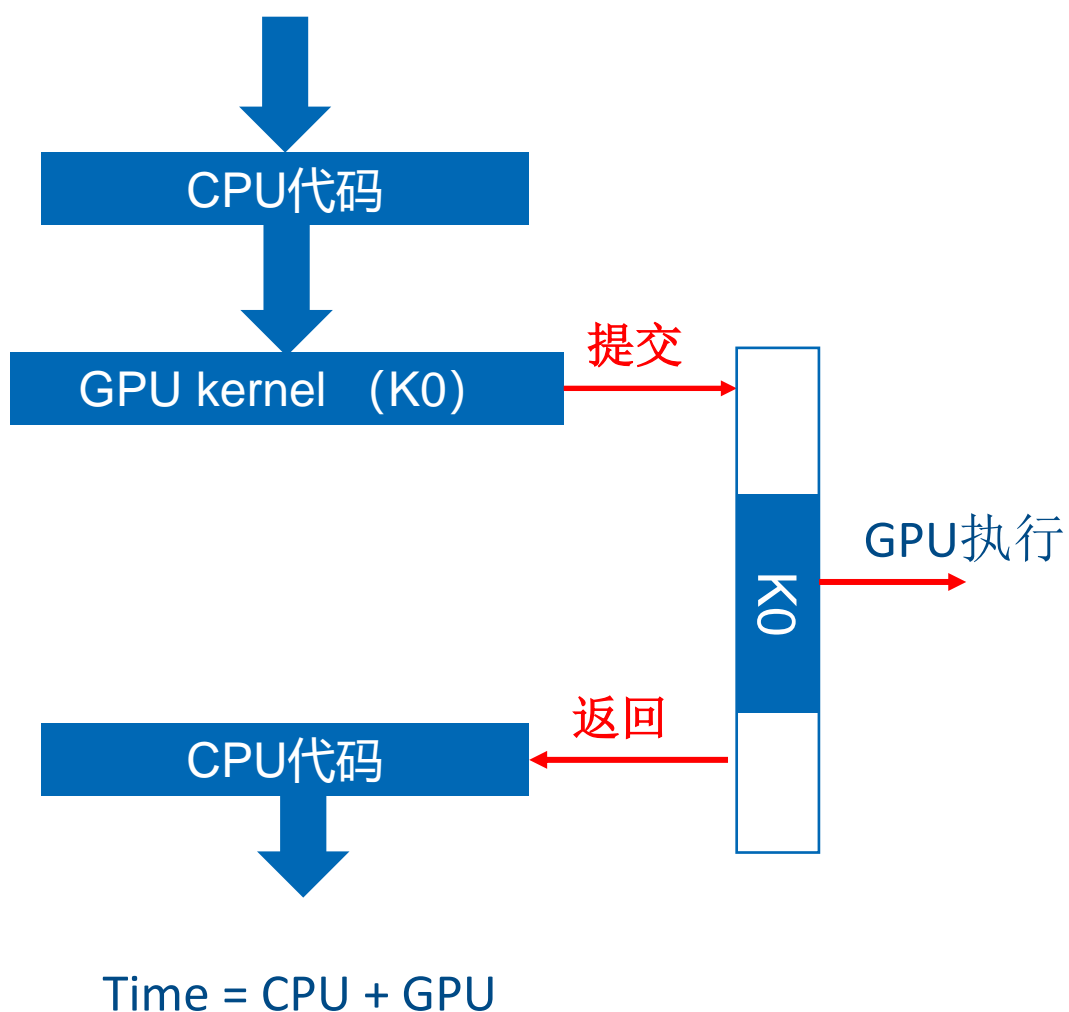 CPU代码
提交
GPU kernel （K0）
GPU执行
K0
返回
CPU代码
Time = CPU + GPU